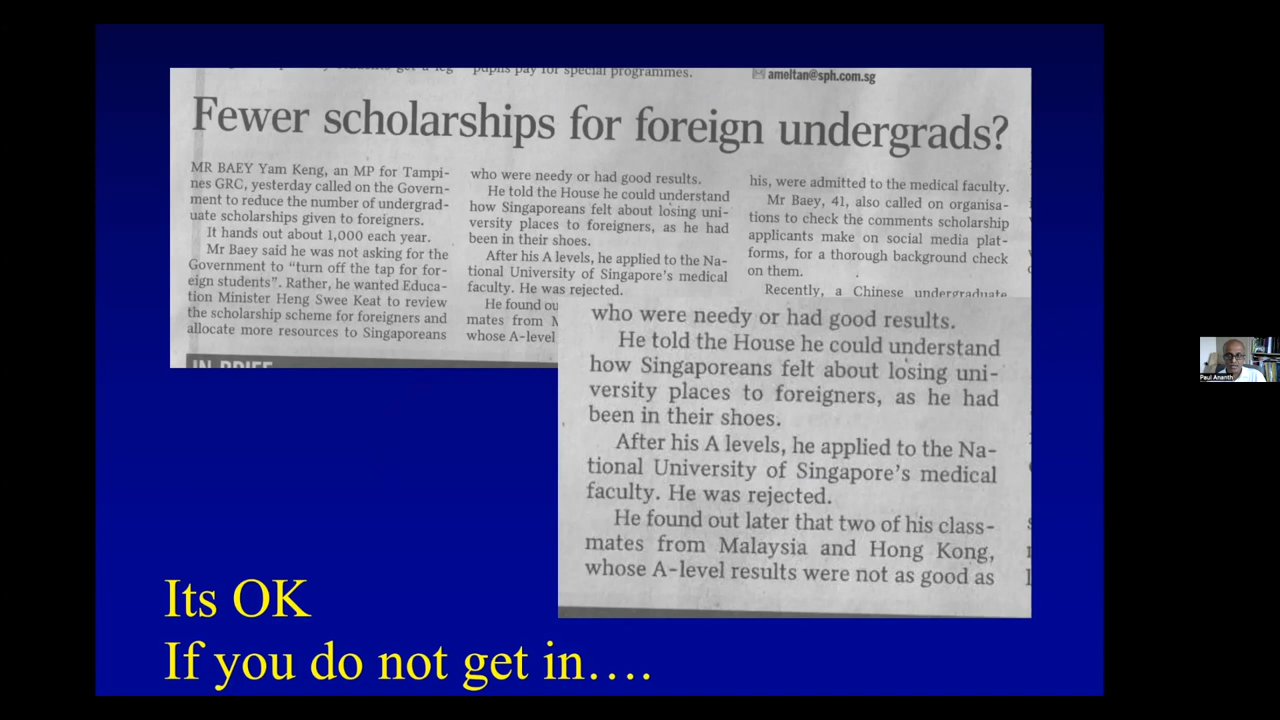 pupils pay for special programmes.
ameltan@sph.com.sg
Fewer scholarships for foreign undergrads?
MR BAEY Yam Keng, an MP for Tampi-
nes GRC, yesterday called on the Govern-
ment to reduce the number of undergrad-
uate scholarships given to foreigners.
It hands out about 1,000 each year.
Mr Baey said he was not asking for the
Government to “turn off the tap for for-
eign students”. Rather, he wanted Educa-
tion Minister Heng Swee Keat to review
the scholarship scheme for foreigners and
allocate more resources to Singaporeans
IN BRIEF
who were needy or had good results.
He told the House he could understand
how Singaporeans felt about losing uni-
versity places to foreigners, as he had
been in their shoes.
After his A levels, he applied to the Na-
tional University of Singapore’s medical
faculty. He was rejected.
He found ou
mates from
whose A-level
his, were admitted to the medical faculty.
Mr Baey, 41, also called on organisa-
tions to check the comments scholarship
applicants make on social media plat-
forms, for a thorough background check
on them.
Recently, a Chinese undergraduate
who were needy or had good results.
He told the House he could understand
how Singaporeans felt about losing uni-
versity places to foreigners, as he had
been in their shoes.
After his A levels, he applied to the Na-
tional University of Singapore’s medical
faculty. He was rejected.
He found out later that two of his class-
mates from Malaysia and Hong Kong,
whose A-level results were not as good as
Its OK
If you do not get in....
Paul Ananth